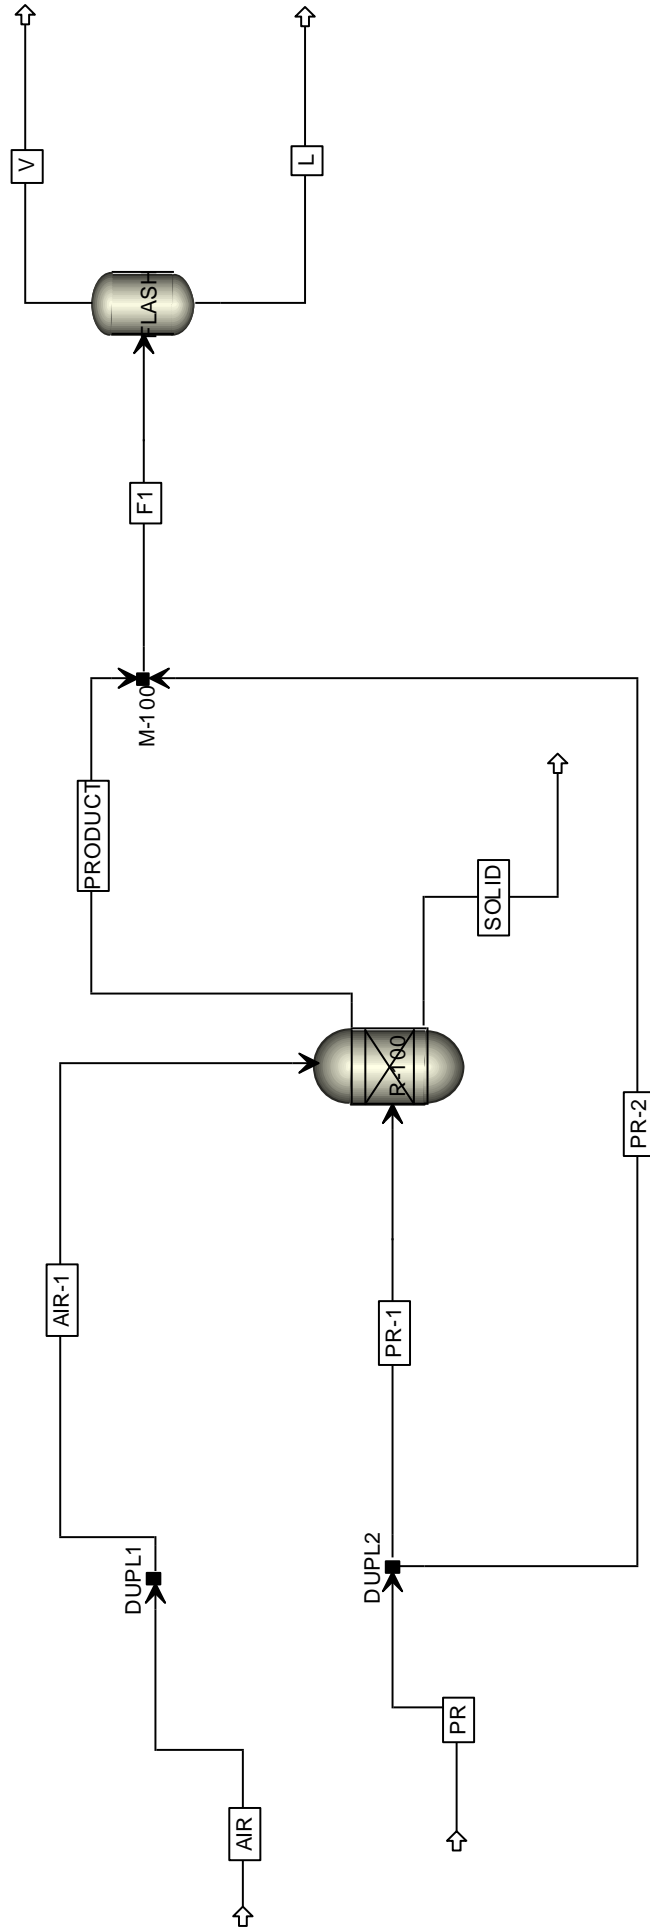 AIR
DUPL1
AIR-1
PR
DUPL2
PR-1
PR-2
R-100
SOLID
PRODUCT
M-100
F1
FLASH
V
L